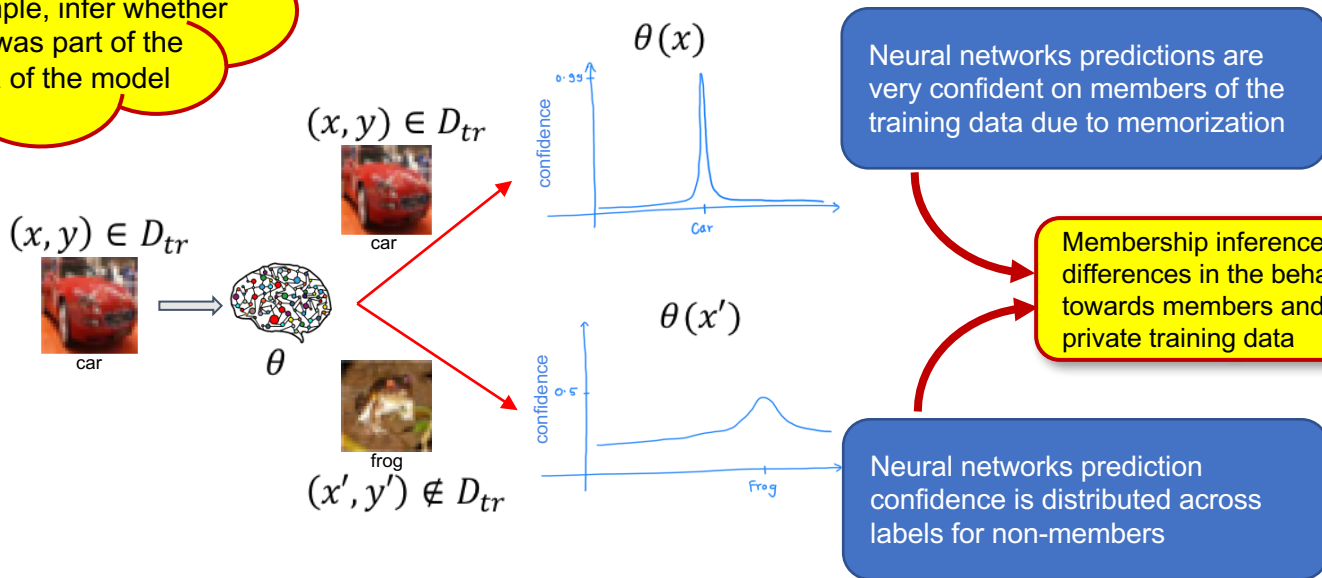 ple, infer whether
was part of the
of the model
θ(x)
0.99
confidence
Car
Neural networks predictions are
very confident on members of the
training data due to memorization
(x, y) ∈ D_tr
car
(x, y) ∈ D_tr
car
θ
Membership inference
differences in the
towards members and
private training data
θ(x′)
confidence
0.5
Frog
frog
(x′, y′) ∉ D_tr
Neural networks prediction
confidence is distributed across
labels for non-members